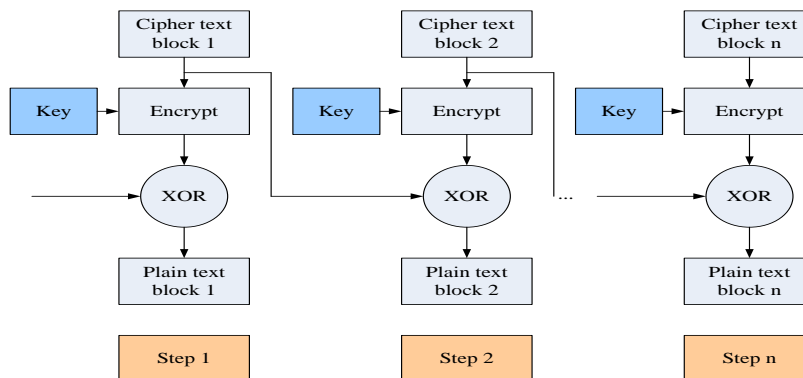 Cipher text
block 1
Cipher text
block 2
Cipher text
block n
Key
Encrypt
Key
Encrypt
Key
Encrypt
XOR
XOR
...
XOR
Plain text
block 1
Plain text
block 2
Plain text
block n
Step 1
Step 2
Step n